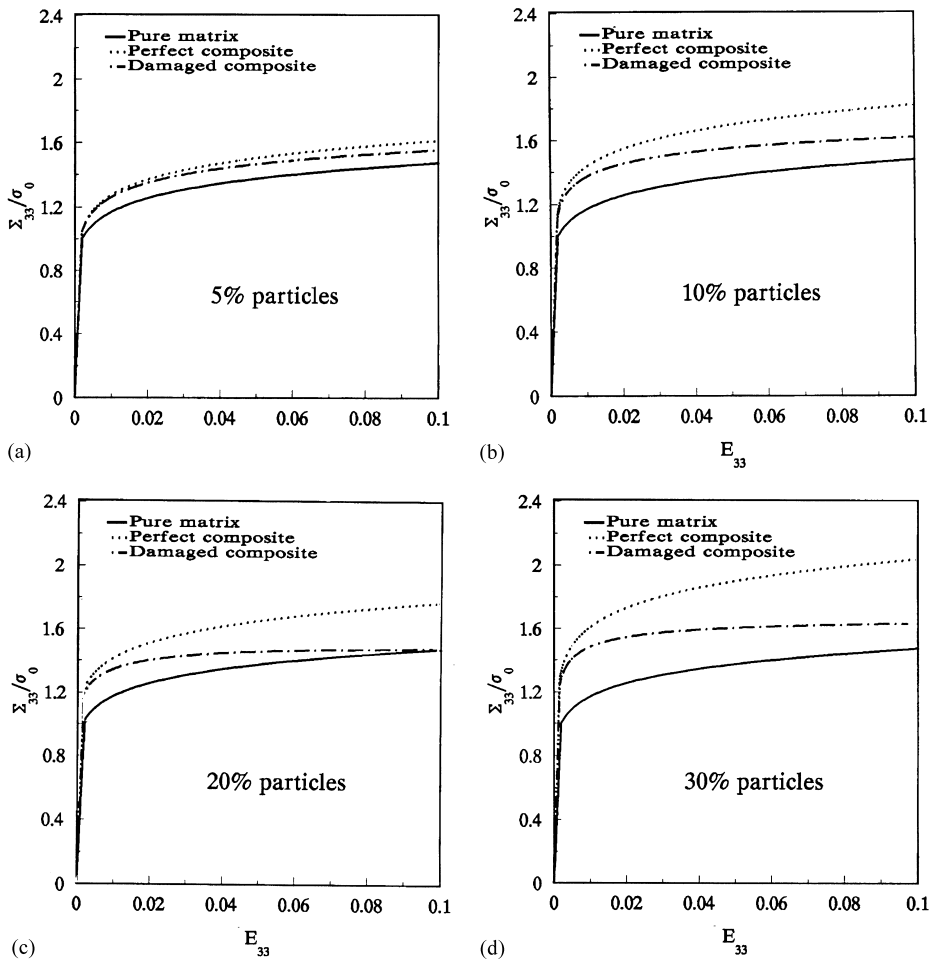 2.4
2
1.6
1.2
0.8
0.4
0
Σ33/σ0
Pure matrix
Perfect composite
Damaged composite
5% particles
0 0.02 0.04 0.06 0.08 0.1
(a)
2.4
2
1.6
1.2
0.8
0.4
0
Σ33/σ0
Pure matrix
Perfect composite
Damaged composite
10% particles
0 0.02 0.04 0.06 0.08 0.1
(b)
E33
2.4
2
1.6
1.2
0.8
0.4
0
Σ33/σ0
Pure matrix
Perfect composite
Damaged composite
20% particles
0 0.02 0.04 0.06 0.08 0.1
(c)
E33
2.4
2
1.6
1.2
0.8
0.4
0
Σ33/σ0
Pure matrix
Perfect composite
Damaged composite
30% particles
0 0.02 0.04 0.06 0.08 0.1
(d)
E33